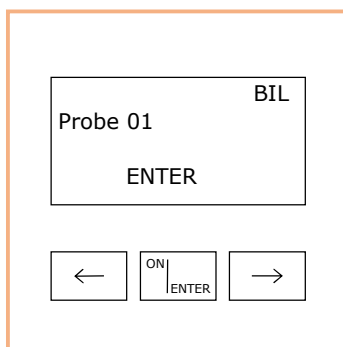 BIL
Probe 01
ENTER
← ON ENTER →